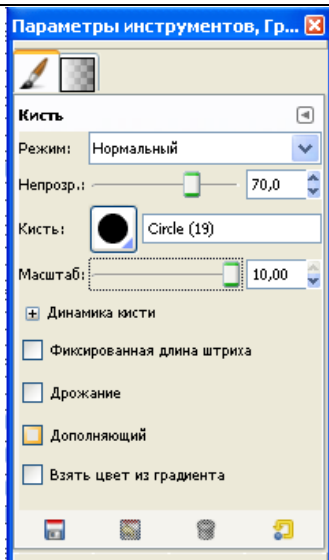 Параметры инструментов, Гр...
Кисть
Режим: Нормальный
Непрозр.: 70,0
Кисть: Circle (19)
Масштаб: 10,00
Динамика кисти
Фиксированная длина штриха
Дрожание
Дополняющий
Взять цвет из градиента